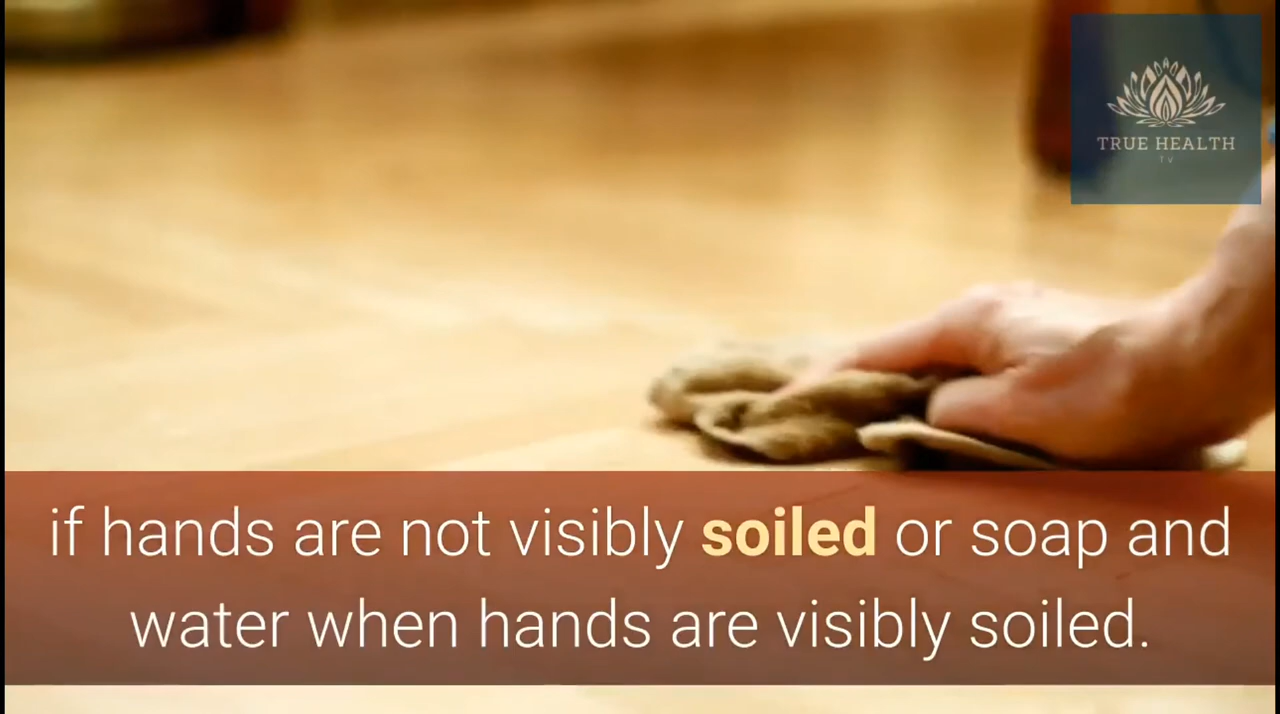 TRUE HEALTH
TV
if hands are not visibly soiled or soap and
water when hands are visibly soiled.